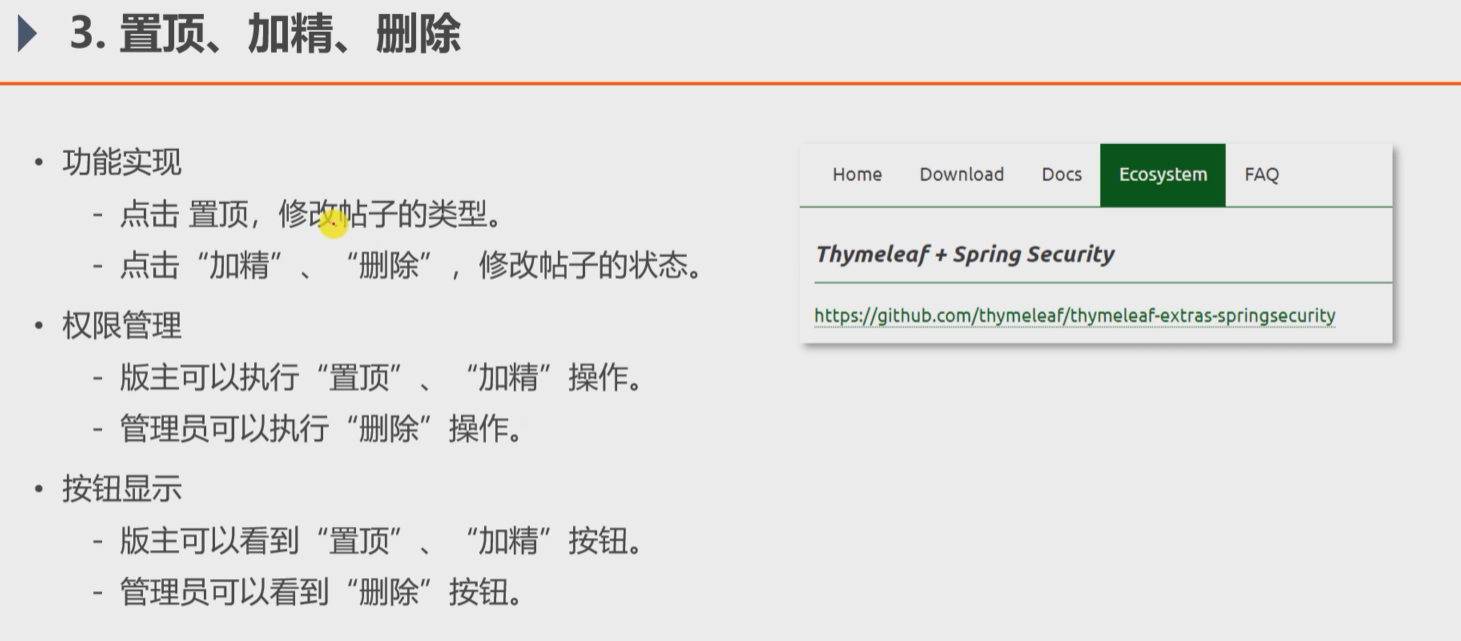 3. 置顶、加精、删除
• 功能实现
- 点击 置顶，修改帖子的类型。
- 点击“加精”、“删除”，修改帖子的状态。
• 权限管理
- 版主可以执行“置顶”、“加精”操作。
- 管理员可以执行“删除”操作。
• 按钮显示
- 版主可以看到“置顶”、“加精”按钮。
- 管理员可以看到“删除”按钮。
Home Download Docs Ecosystem FAQ
Thymeleaf + Spring Security
https://github.com/thymeleaf/thymeleaf-extras-springsecurity